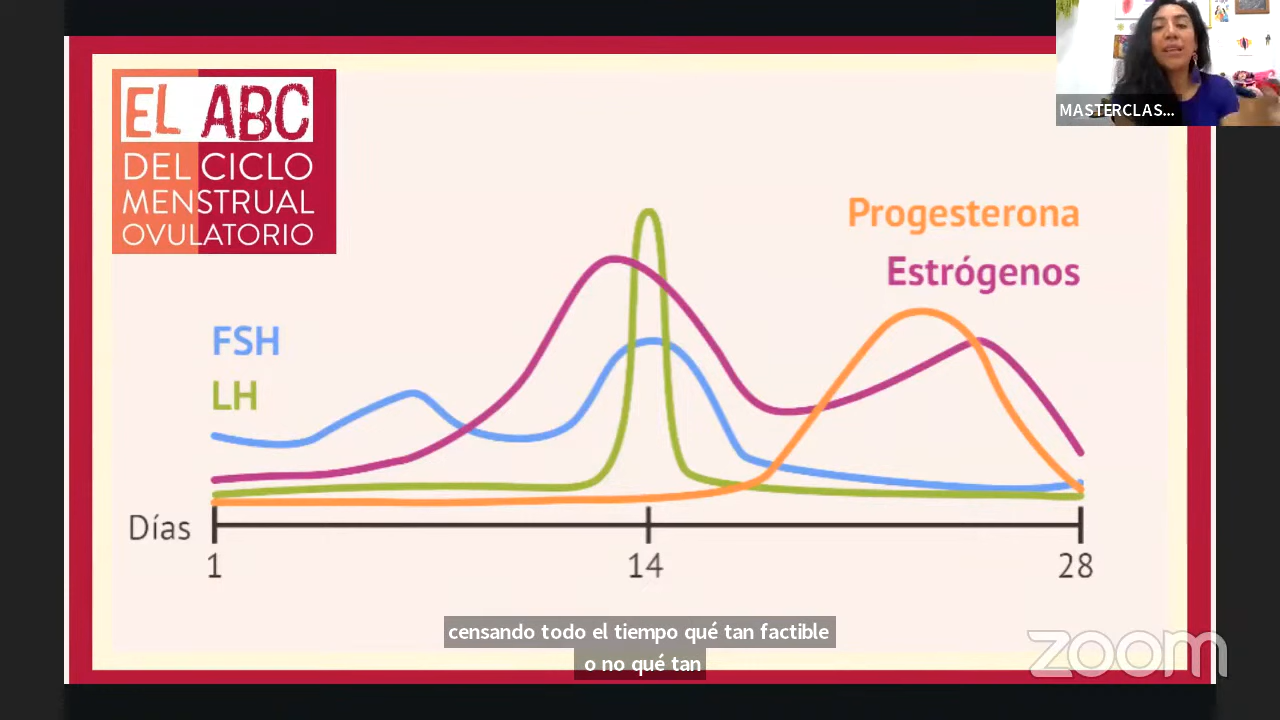 MASTERCLAS...
EL ABC
DEL CICLO
MENSTRUAL
OVULATORIO
Progesterona
Estrógenos
FSH
LH
Días
1
14
28
censando todo el tiempo qué tan factible
o no qué tan
zoom